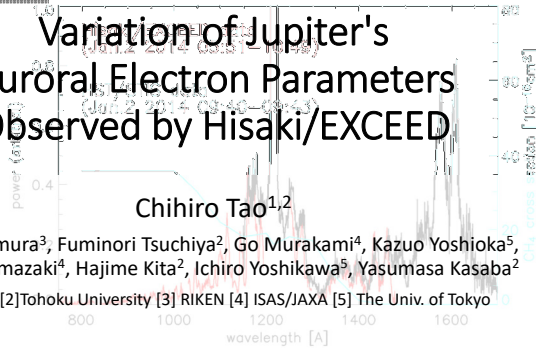 Variation of Jupiter's
uroral Electron Parameters
bserved by Hisaki/EXCEED
Chihiro Tao1,2
mura3, Fuminori Tsuchiya2, Go Murakami4, Kazuo Yoshioka5,
mazaki4, Hajime Kita2, Ichiro Yoshikawa5, Yasumasa Kasaba2
[2]Tohoku University [3] RIKEN [4] ISAS/JAXA [5] The Univ. of Tokyo
0.4
800 1000 1200 1400 1600
wavelength [A]